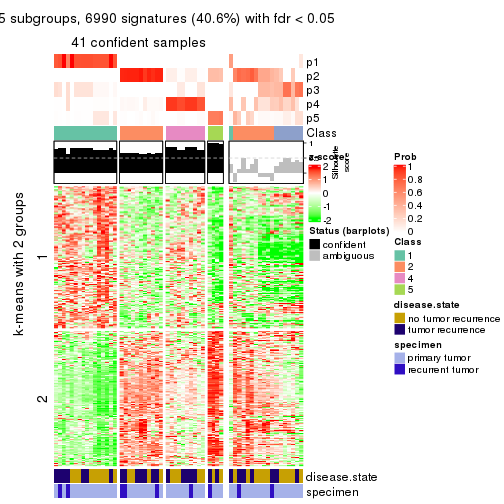 5 subgroups, 6990 signatures (40.6%) with fdr < 0.05
41 confident samples
p1
p2
p3
p4
p5
Class
1
Silhouette
score
z-score
2
1
0
-1
-2
Status (barplots)
confident
ambiguous
Prob
1
0.8
0.6
0.4
0.2
0
Class
1
2
4
5
disease.state
no tumor recurrence
tumor recurrence
specimen
primary tumor
recurrent tumor
k-means with 2 groups
1
2
disease.state
specimen